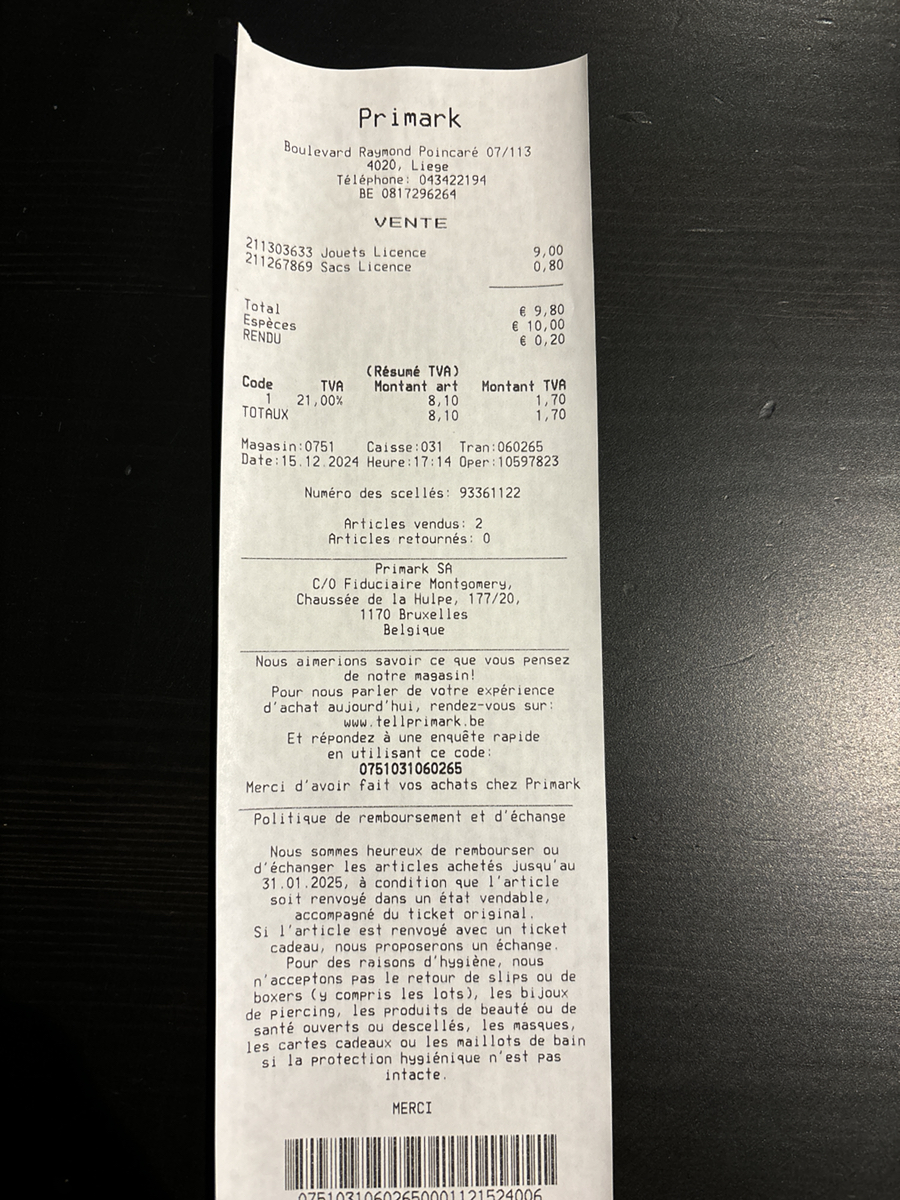 Primark
Boulevard Raymond Poincaré 07/113
4020, Liege
Téléphone: 043422194
BE 0817296264
VENTE
211303633 Jouets Licence 9,00
211267869 Sacs Licence 0,80
Total € 9,80
Espèces € 10,00
RENDU € 0,20
(Résumé TVA)
Code TVA Montant art Montant TVA
1 21,00% 8,10 1,70
TOTAUX 8,10 1,70
Magasin:0751 Caisse:031 Tran:060265
Date:15.12.2024 Heure:17:14 Oper:10597823
Numéro des scellés: 93361122
Articles vendus: 2
Articles retournés: 0
Primark SA
C/O Fiduciaire Montgomery,
Chaussée de la Hulpe, 177/20,
1170 Bruxelles
Belgique
Nous aimerions savoir ce que vous pensez
de notre magasin!
Pour nous parler de votre expérience
d'achat aujourd'hui, rendez-vous sur:
www.tellprimark.be
Et répondez à une enquête rapide
en utilisant ce code:
0751031060265
Merci d'avoir fait vos achats chez Primark
Politique de remboursement et d'échange
Nous sommes heureux de rembourser ou
d'échanger les articles achetés jusqu'au
31.01.2025, à condition que l'article
soit renvoyé dans un état vendable,
accompagné du ticket original.
Si l'article est renvoyé avec un ticket
cadeau, nous proposerons un échange.
Pour des raisons d'hygiène, nous
n'acceptons pas le retour de slips ou de
boxers (y compris les lots), les bijoux
de piercing, les produits de beauté ou de
santé ouverts ou descellés, les masques,
les cartes cadeaux ou les maillots de bain
si la protection hygiénique n'est pas
intacte.
MERCI
07510310602650001121524006